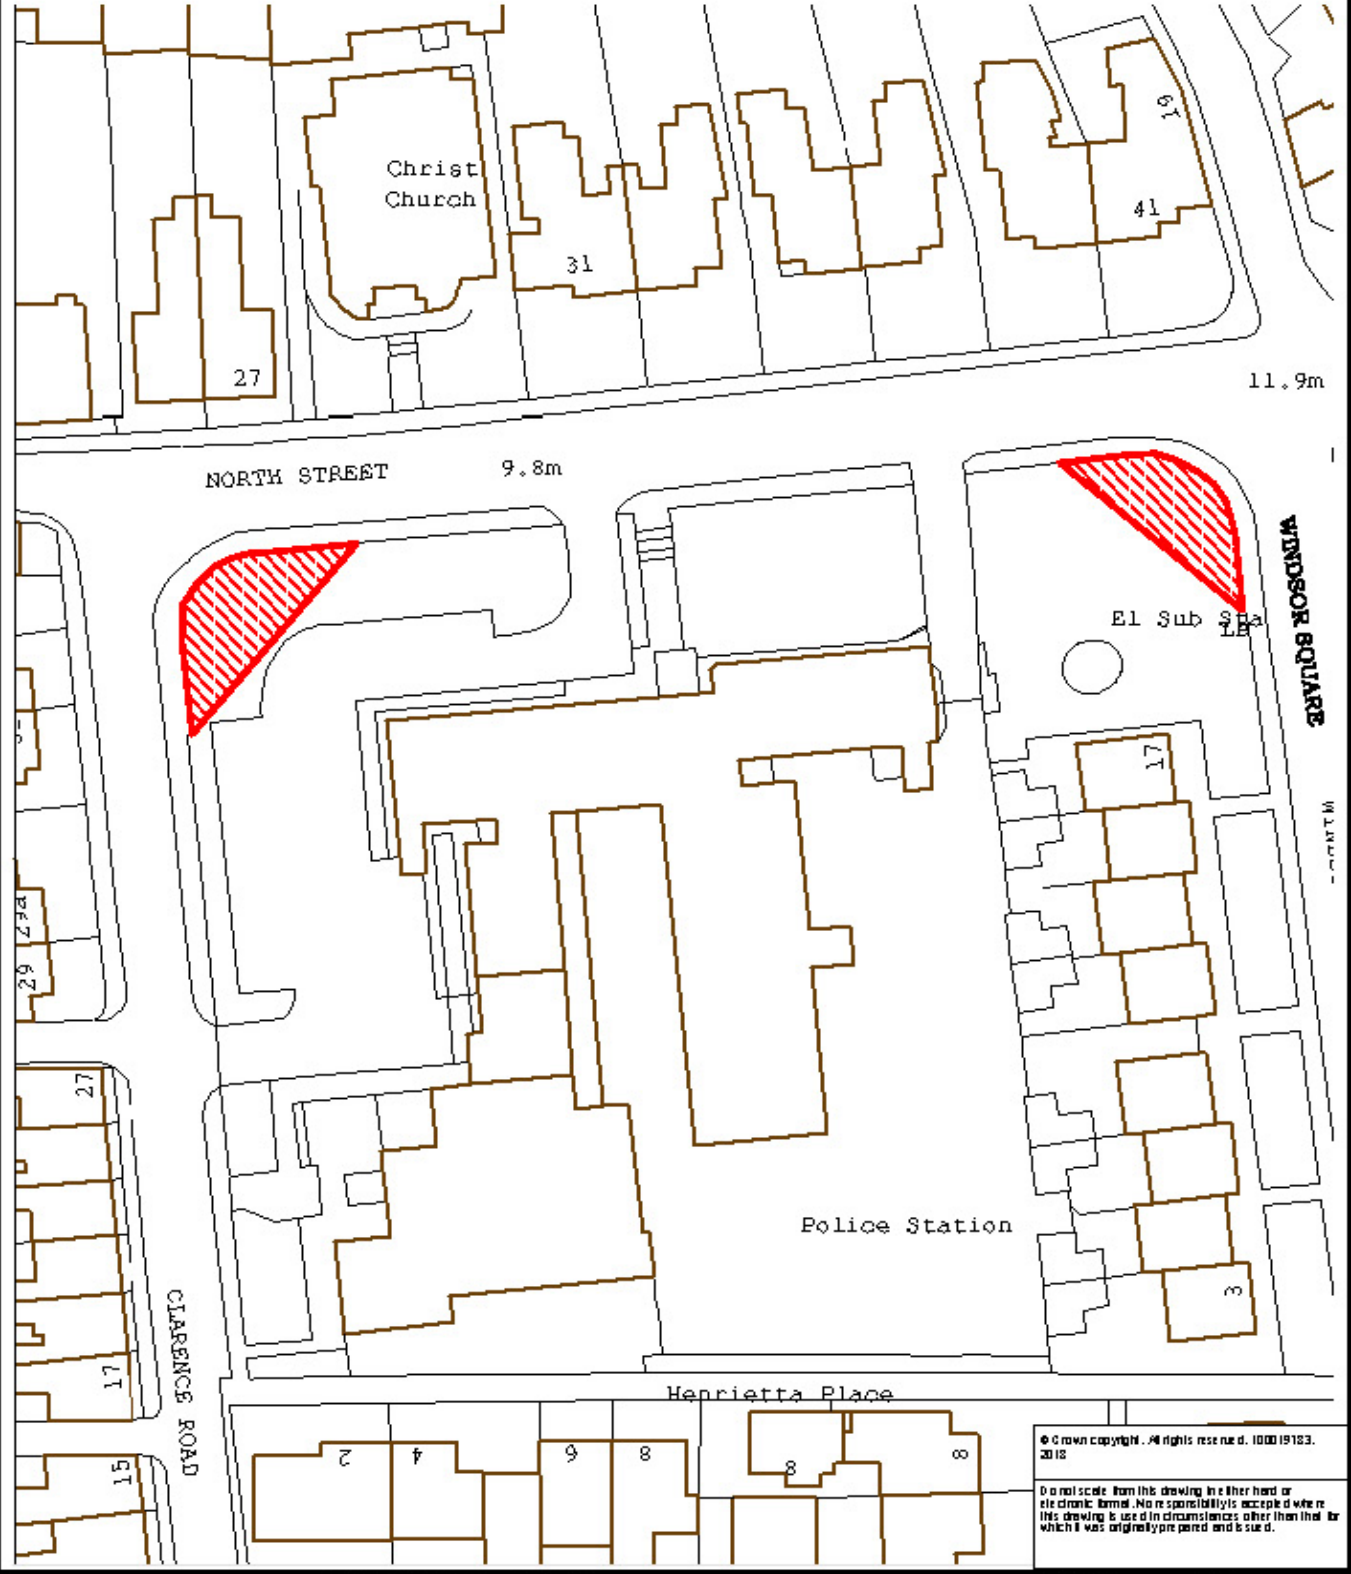 Christ
Church
19
41
31
27
11.9m
NORTH STREET
9.8m
WINDSOR SQUARE
El Sub Sta
LB
17
29a
29
27
Police Station
3
CLARENCE ROAD
17
Henrietta Place
15
2
4
6
8
8
8
© Crown copyright. All rights reserved. 100019183.
2018
Do not scale from this drawing in either hard or
electronic format. No responsibility is accepted where
this drawing is used in circumstances other than that for
which it was originally prepared and issued.